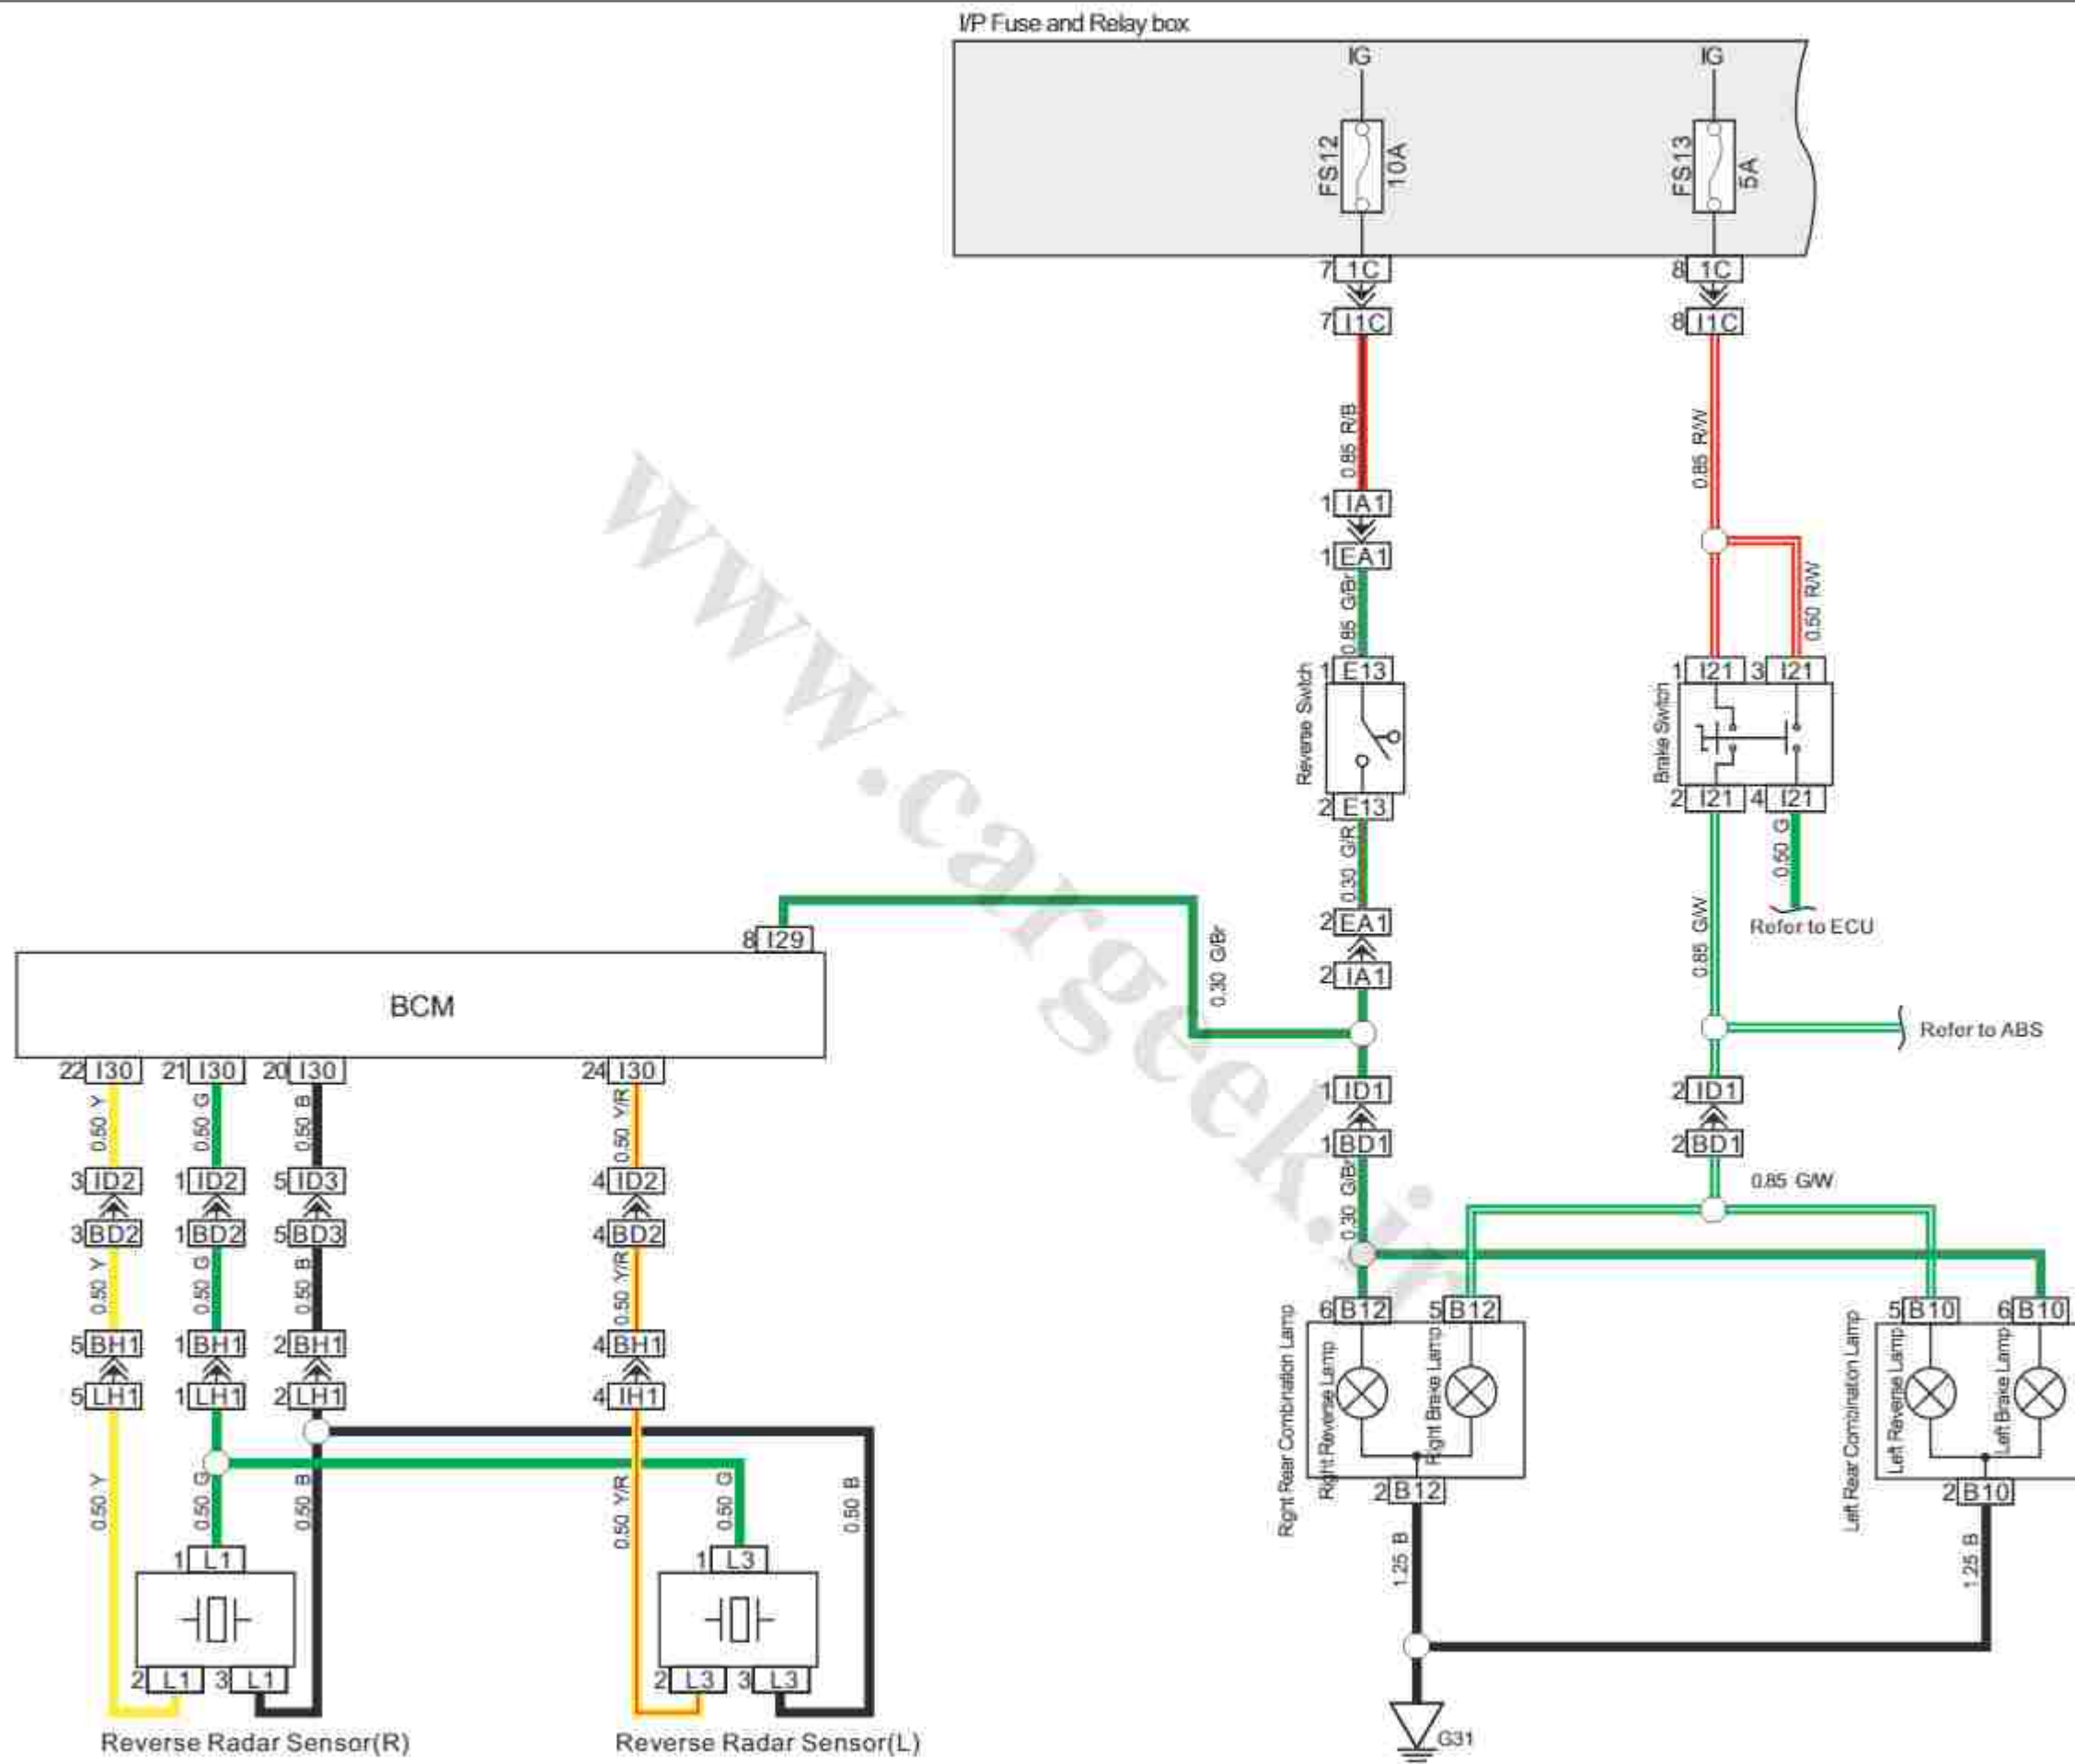 I/P Fuse and Relay box
IG
IG
FS12
10A
FS13
5A
7 1C
8 1C
7 I1C
8 I1C
0.85 R/B
0.85 R/W
1 IA1
1 EA1
0.85 G/Br
0.50 R/W
1 E13
1 I21
3 I21
Reverse Switch
Brake Switch
2 E13
2 I21
4 I21
0.30 G/R
0.50 G
Refer to ECU
0.85 G/W
2 EA1
8 I29
0.30 G/Br
2 IA1
BCM
Refer to ABS
22 I30
21 I30
20 I30
24 I30
1 ID1
2 ID1
0.50 Y
0.50 G
0.50 B
0.50 Y/R
1 BD1
2 BD1
3 ID2
1 ID2
5 ID3
4 ID2
0.30 G/Br
0.85 G/W
3 BD2
1 BD2
5 BD3
4 BD2
0.50 Y
0.50 G
0.50 B
0.50 Y/R
6 B12
5 B12
5 B10
6 B10
5 BH1
1 BH1
2 BH1
4 BH1
5 LH1
1 LH1
2 LH1
4 IH1
Right Rear Combination Lamp
Right Reverse Lamp
Right Brake Lamp
Left Rear Combination Lamp
Left Reverse Lamp
Left Brake Lamp
2 B12
2 B10
0.50 Y
0.50 G
0.50 B
0.50 Y/R
0.50 G
0.50 B
1.25 B
1.25 B
1 L1
1 L3
2 L1
3 L1
2 L3
3 L3
Reverse Radar Sensor(R)
Reverse Radar Sensor(L)
G31
www.cargeek.ir